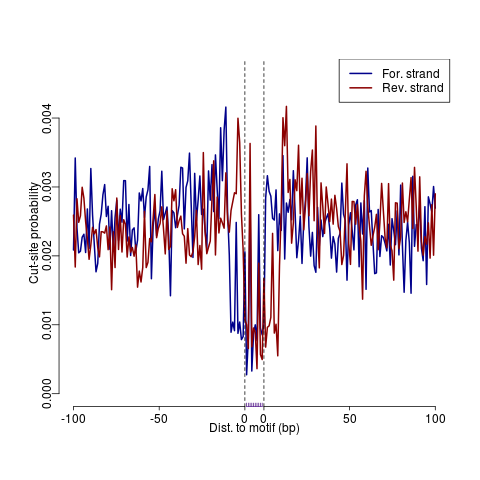 For. strand
Rev. strand
Cut-site probability
0.004
0.003
0.002
0.001
0.000
-100 -50 0 0 50 100
Dist. to motif (bp)